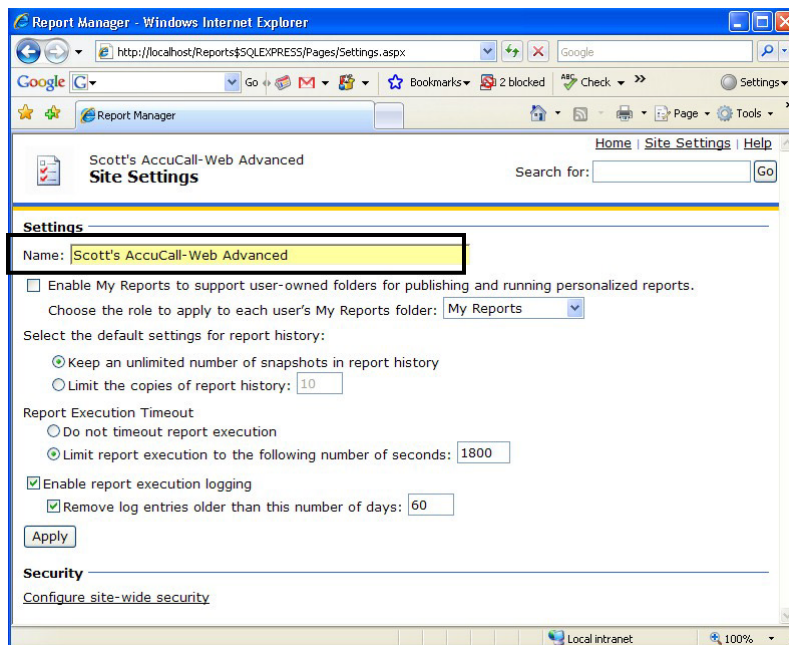 Report Manager - Windows Internet Explorer
http://localhost/Reports$SQLEXPRESS/Pages/Settings.aspx
Google
Google G Go Bookmarks 2 blocked ABC Check >> Settings
Report Manager
Page Tools
Home | Site Settings | Help
Scott's AccuCall-Web Advanced
Site Settings
Search for: Go
Settings
Name: Scott's AccuCall-Web Advanced
Enable My Reports to support user-owned folders for publishing and running personalized reports.
Choose the role to apply to each user's My Reports folder: My Reports
Select the default settings for report history:
Keep an unlimited number of snapshots in report history
Limit the copies of report history: 10
Report Execution Timeout
Do not timeout report execution
Limit report execution to the following number of seconds: 1800
Enable report execution logging
Remove log entries older than this number of days: 60
Apply
Security
Configure site-wide security
Local intranet 100%